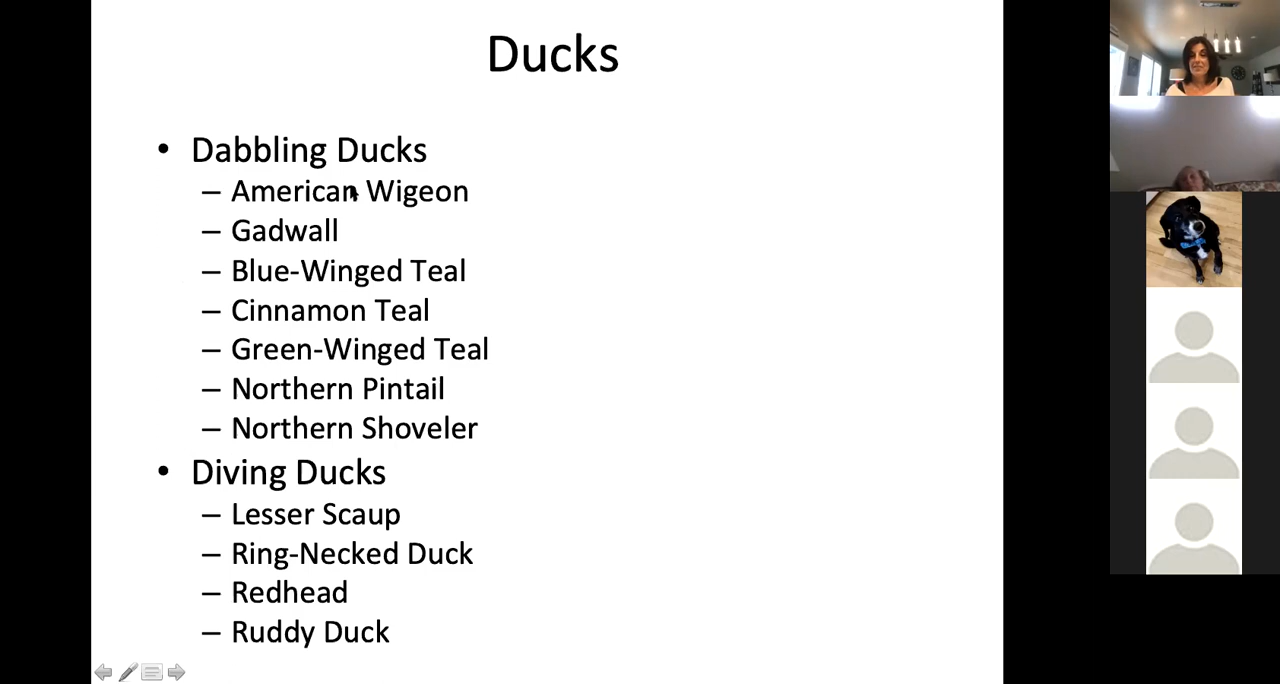 Ducks
• Dabbling Ducks
– American Wigeon
– Gadwall
– Blue-Winged Teal
– Cinnamon Teal
– Green-Winged Teal
– Northern Pintail
– Northern Shoveler
• Diving Ducks
– Lesser Scaup
– Ring-Necked Duck
– Redhead
– Ruddy Duck